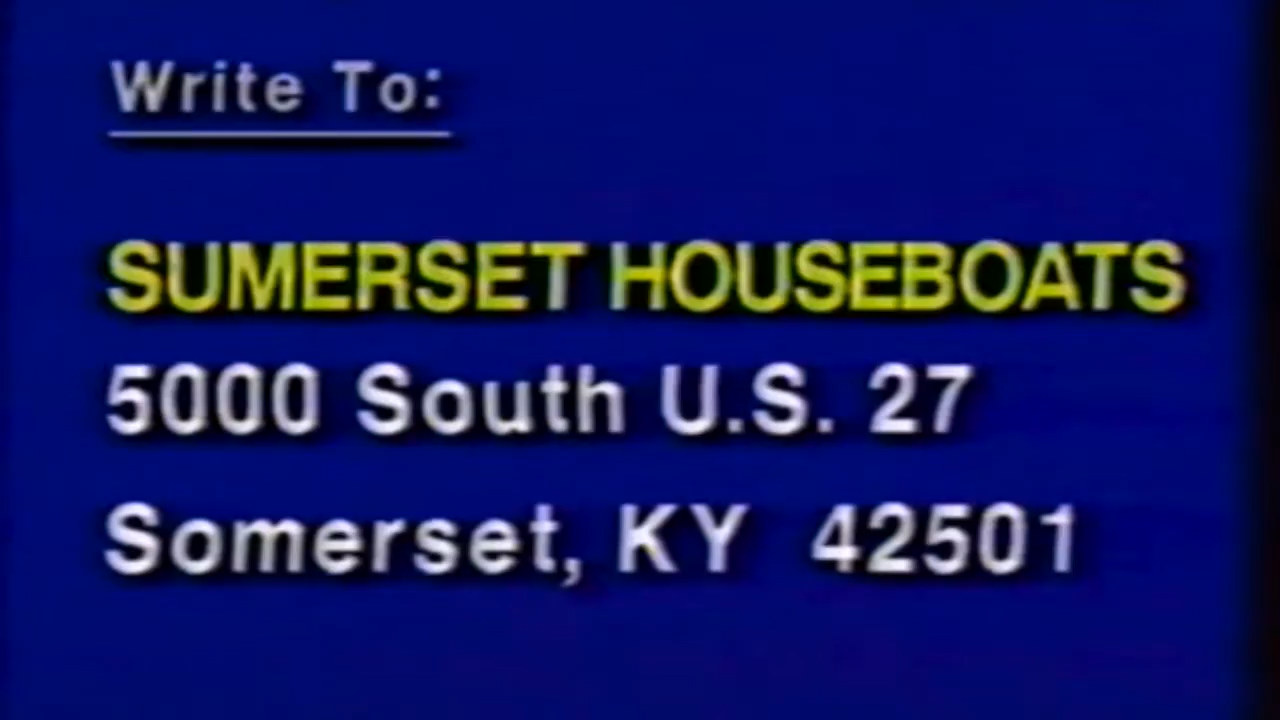 Write To:
SUMERSET HOUSEBOATS
5000 South U.S. 27
Somerset, KY 42501